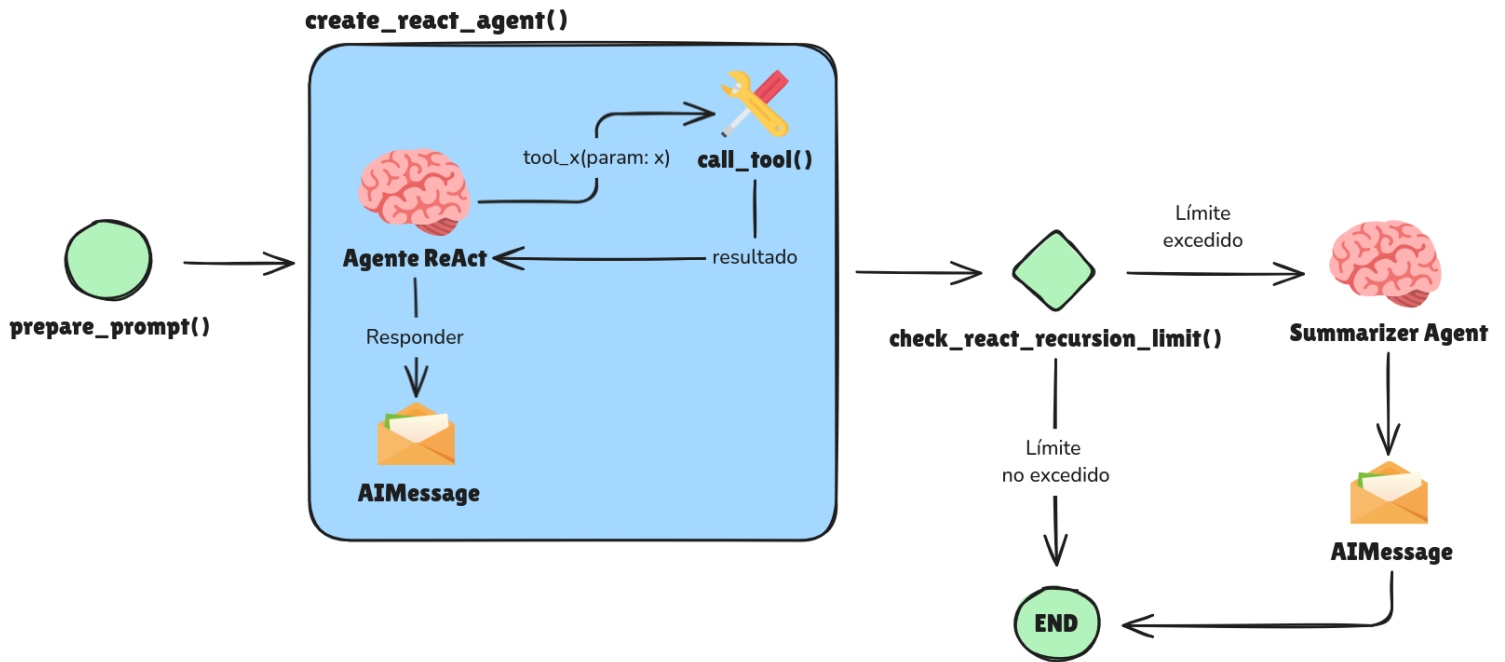 create_react_agent()
tool_x(param: x)
call_tool()
Agente ReAct
resultado
prepare_prompt()
Responder
AIMessage
Límite
excedido
check_react_recursion_limit()
Summarizer Agent
Límite
no excedido
AIMessage
END